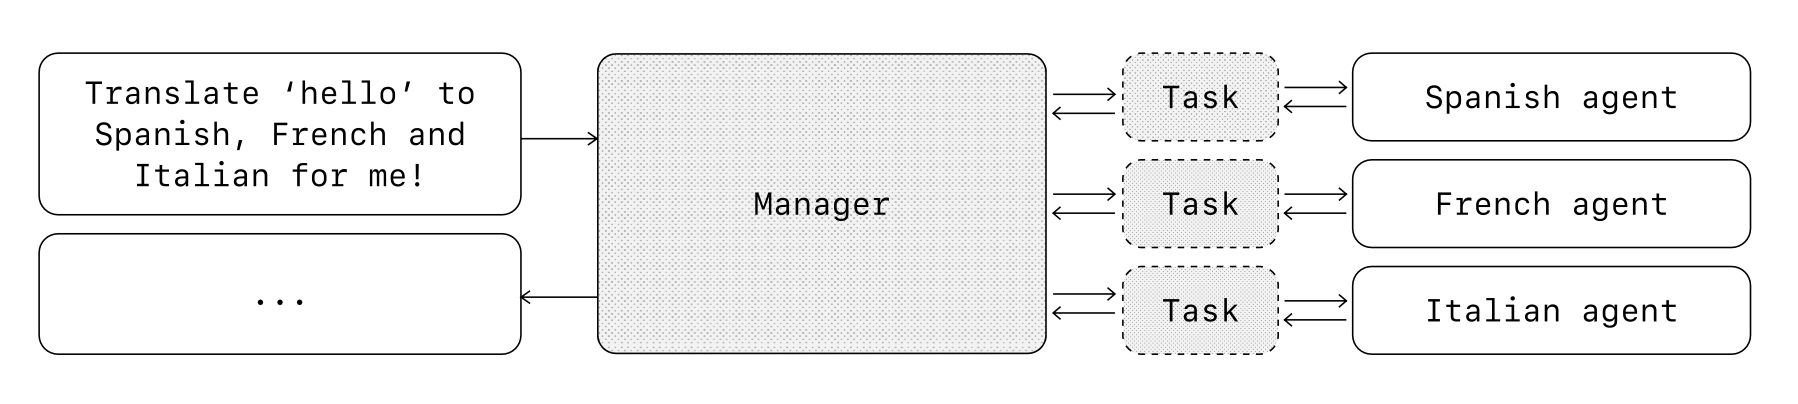 Translate ‘hello’ to
Spanish, French and
Italian for me!
...
Manager
Task
Spanish agent
Task
French agent
Task
Italian agent